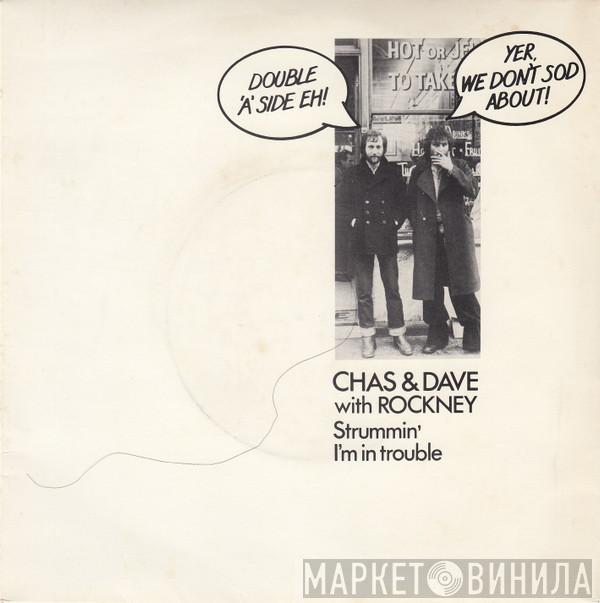 DOUBLE
'A' SIDE EH!
YER,
WE DON'T SOD
ABOUT!
HOT OR JE
TO TAKE
CHAS & DAVE
with ROCKNEY
Strummin'
I'm in trouble
МАРКЕТ ВИНИЛА